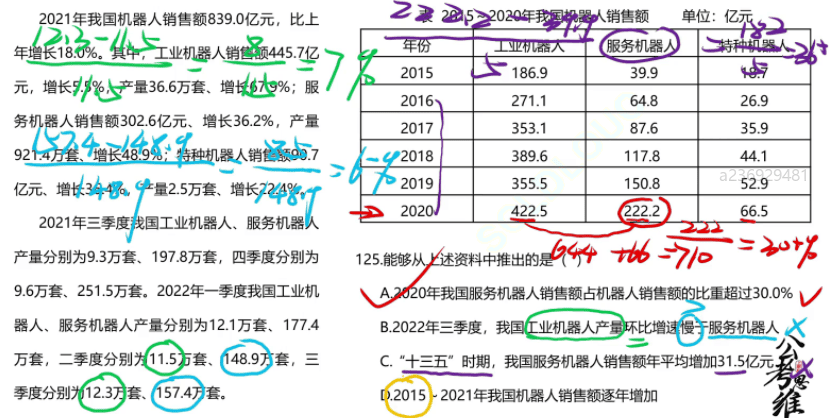 2021年我国机器人销售额839.0亿元，比上
年增长18.0%。其中，工业机器人销售额445.7亿
元，增长5.5%，产量36.6万套、增长67.9%；服
务机器人销售额302.6亿元、增长36.2%，产量
921.4万套、增长48.9%；特种机器人销售额90.7
亿元、增长36.4%，产量2.5万套、增长22.4%。
2021年三季度我国工业机器人、服务机器人
产量分别为9.3万套、197.8万套，四季度分别为
9.6万套、251.5万套。2022年一季度我国工业机
器人、服务机器人产量分别为12.1万套、177.4
万套，二季度分别为11.5万套、148.9万套，三
季度分别为12.3万套、157.4万套。
12.3-11.5
11.5
=
8
115
=7%
157.4-148.9
148.9
=
85
148.9
=6-%
表 2015～2020年我国机器人销售额 单位：亿元
222.2-39.9
5
=
182
5
=36+
年份 工业机器人 服务机器人 特种机器人
2015 186.9 39.9 18.7
2016 271.1 64.8 26.9
2017 353.1 87.6 35.9
2018 389.6 117.8 44.1
2019 355.5 150.8 52.9
2020 422.5 222.2 66.5
a236929481
644+66=710
222
=30+%
125.能够从上述资料中推出的是（ ）
A.2020年我国服务机器人销售额占机器人销售额的比重超过30.0%
B.2022年三季度，我国工业机器人产量环比增速慢于服务机器人
C.“十三五”时期，我国服务机器人销售额年平均增加31.5亿元
D.2015～2021年我国机器人销售额逐年增加
公考思维